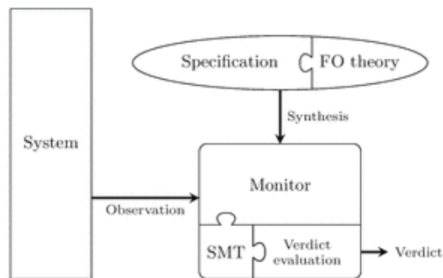 Specification FO theory
Synthesis
System
Monitor
Observation
SMT
Verdict
evaluation
Verdict